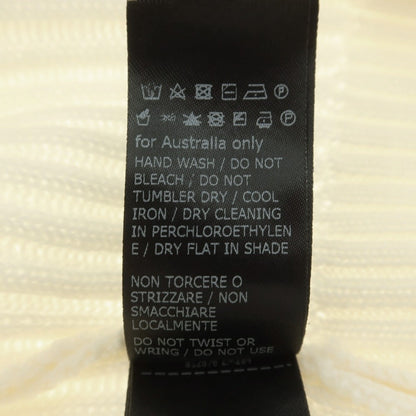 for Australia only
HAND WASH / DO NOT
BLEACH / DO NOT
TUMBLER DRY / COOL
IRON / DRY CLEANING
IN PERCHLOROETHYLEN
E / DRY FLAT IN SHADE
NON TORCERE O
STRIZZARE / NON
SMACCHIARE
LOCALMENTE
DO NOT TWIST OR
WRING / DO NOT USE